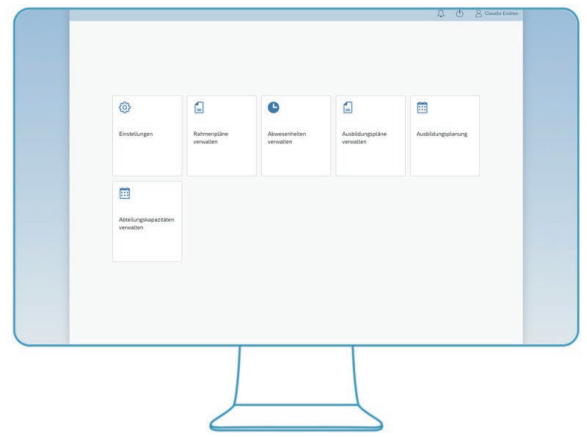 Claudia Endres
Einstellungen
Rahmenpläne
verwalten
Abwesenheiten
verwalten
Ausbildungspläne
verwalten
Ausbildungsplanung
Abteilungskapazitäten
verwalten